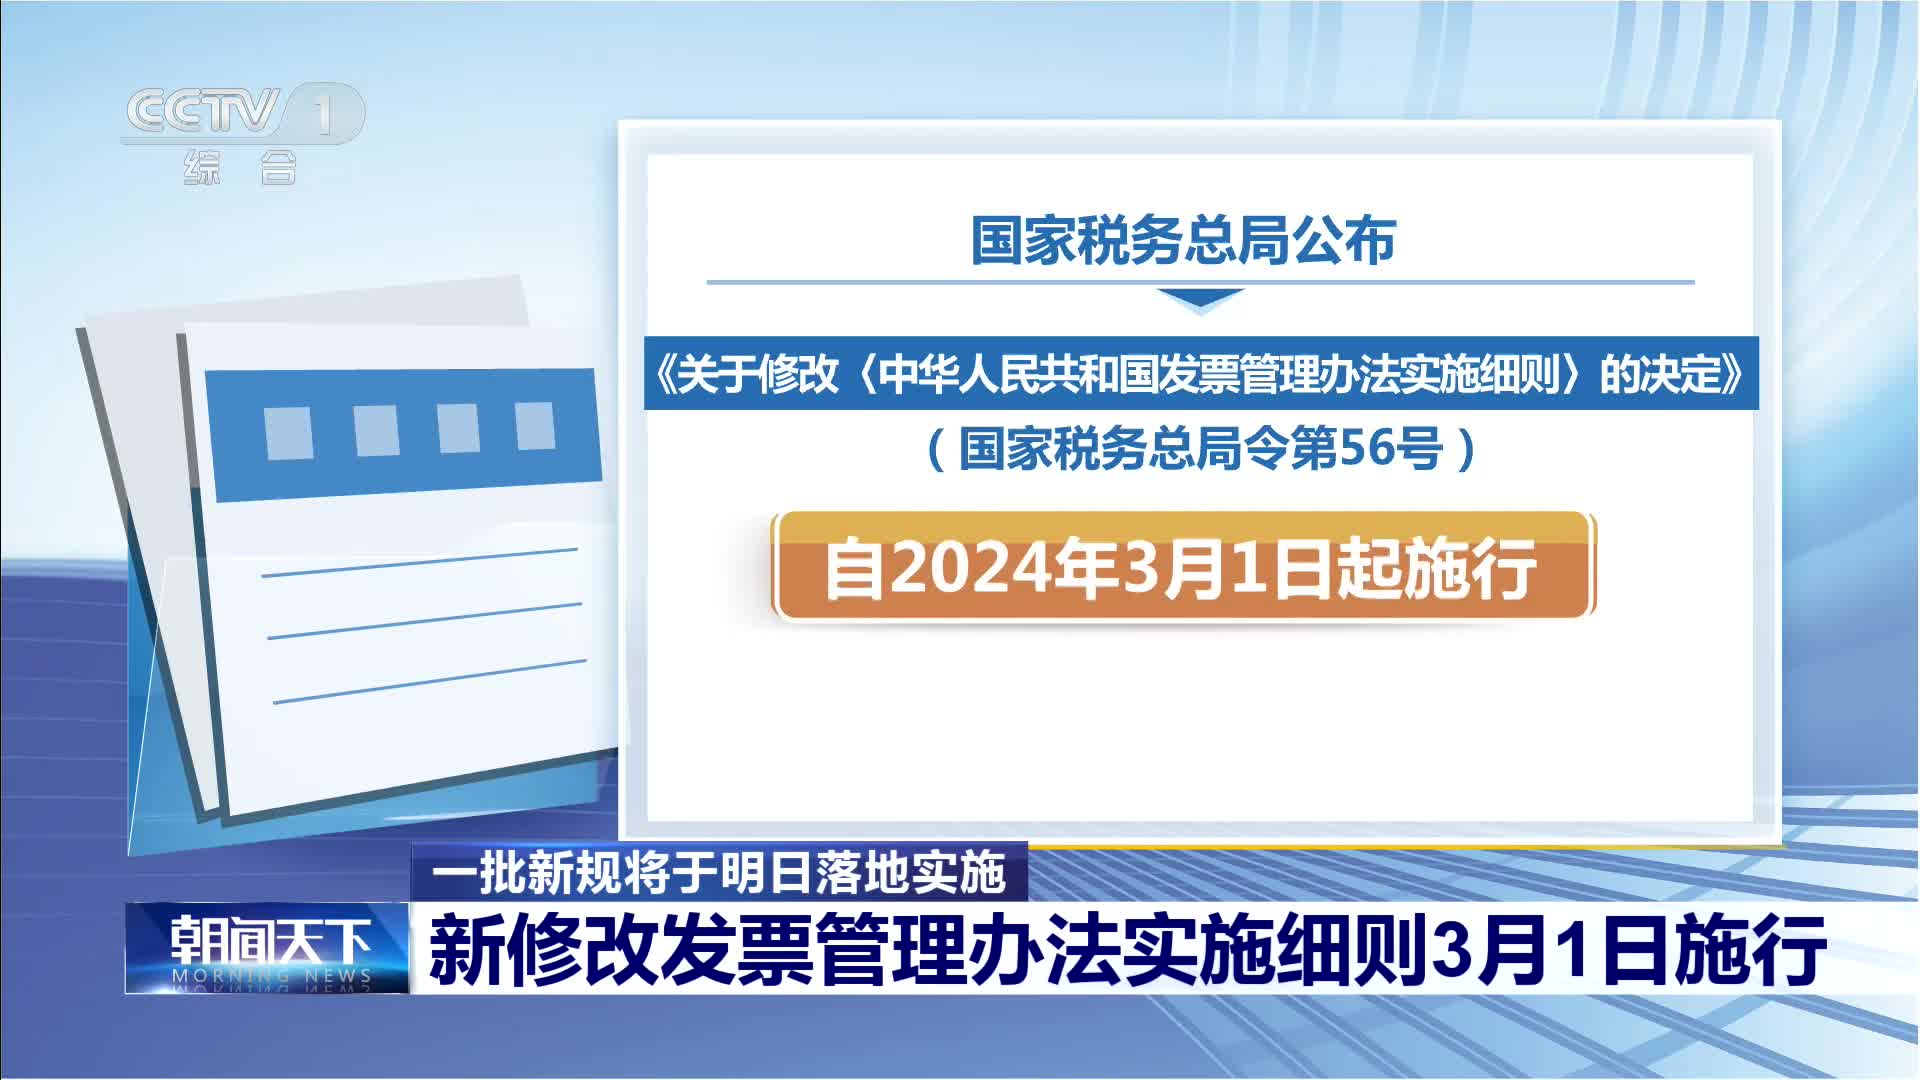 CCTV 1
综合
国家税务总局公布
《关于修改〈中华人民共和国发票管理办法实施细则〉的决定》
（国家税务总局令第56号）
自2024年3月1日起施行
一批新规将于明日落地实施
朝闻天下
MORNING NEWS
新修改发票管理办法实施细则3月1日施行